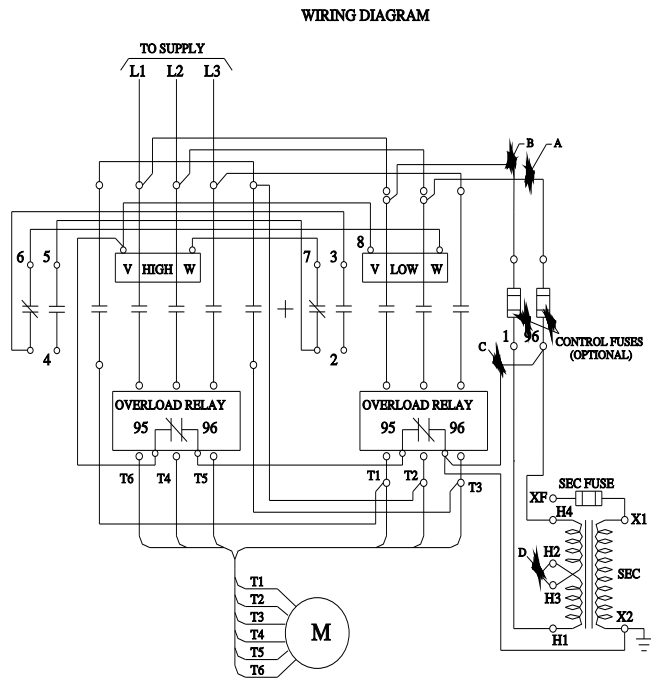 WIRING DIAGRAM
TO SUPPLY
L1 L2 L3
B A
6 5 7 3 8
V HIGH W
V LOW W
4 2
1 96
CONTROL FUSES
(OPTIONAL)
C
OVERLOAD RELAY
95 96
OVERLOAD RELAY
95 96
T6 T4 T5
T1 T2 T3
SEC FUSE
XF
H4 X1
D H2
SEC
H3
X2
H1
T1
T2
T3
T4
T5
T6
M